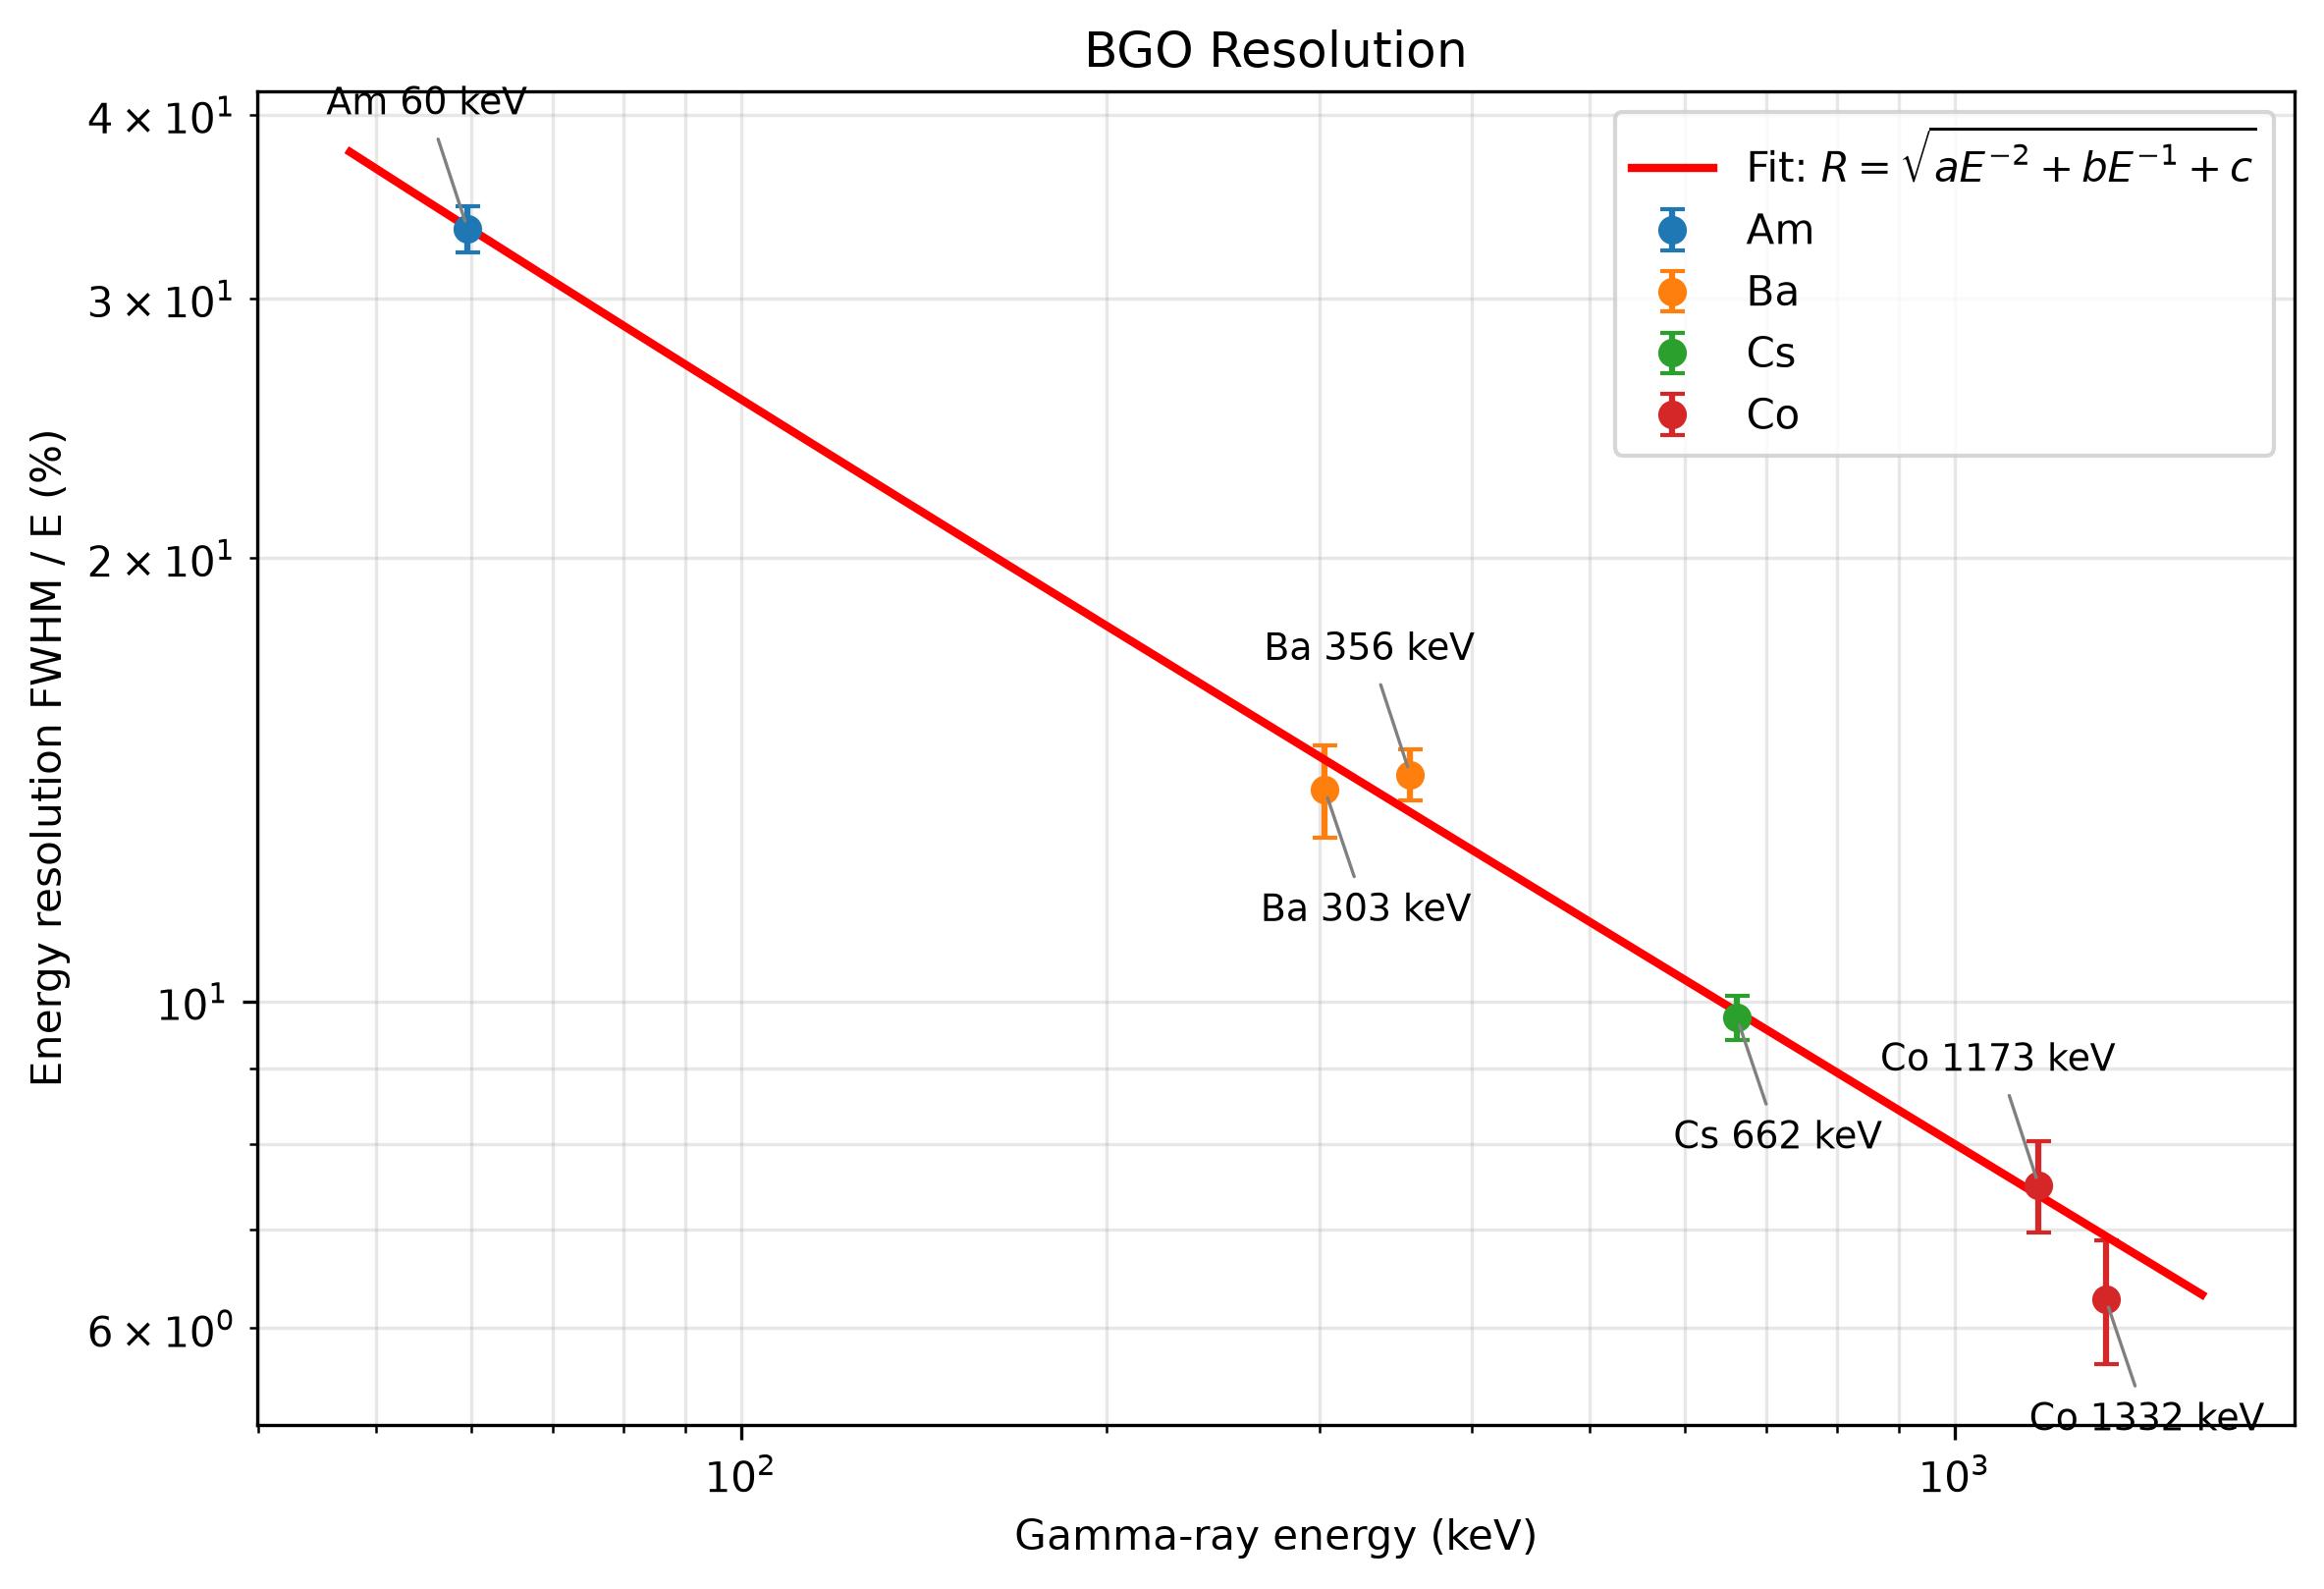 BGO Resolution
Am 60 keV
Fit: $R = \sqrt{aE^{-2} + bE^{-1} + c}$
Am
Ba
Cs
Co
4 × 10¹
3 × 10¹
2 × 10¹
10¹
6 × 10⁰
Energy resolution FWHM / E (%)
Ba 356 keV
Ba 303 keV
Co 1173 keV
Cs 662 keV
Co 1332 keV
10²
10³
Gamma-ray energy (keV)